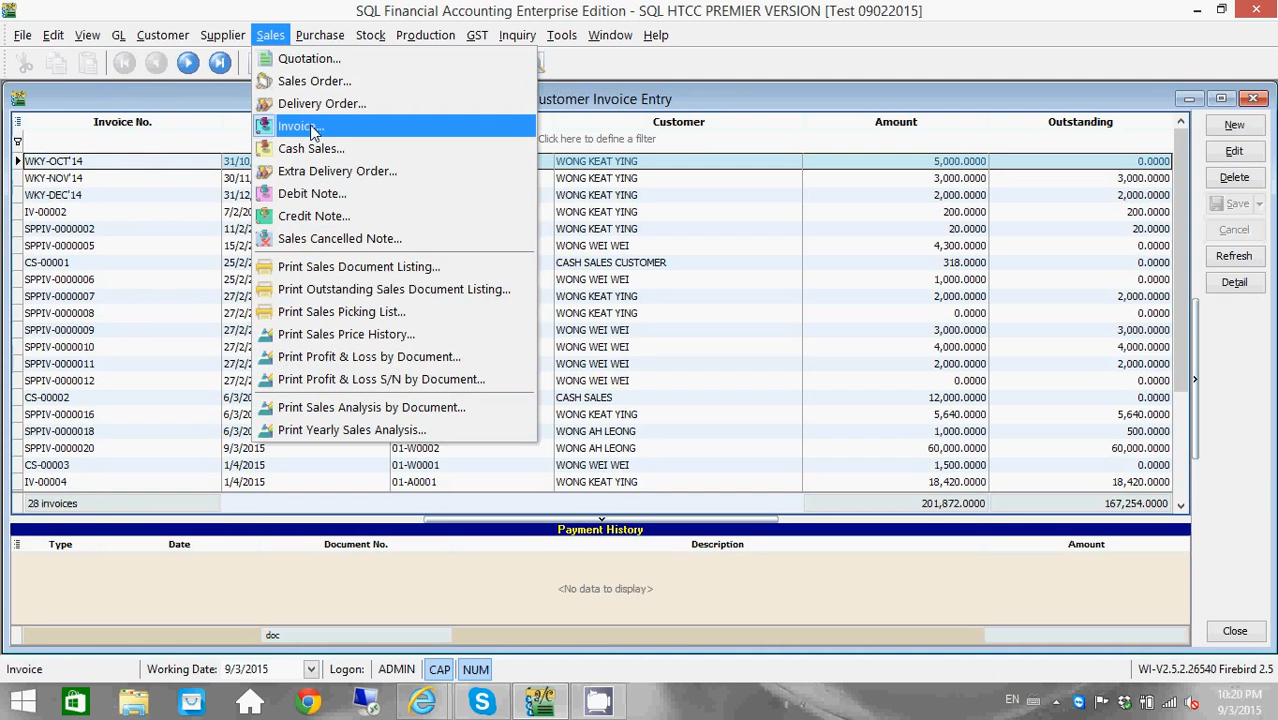 SQL Financial Accounting Enterprise Edition - SQL HTCC PREMIER VERSION [Test 09022015]
File Edit View GL Customer Supplier Sales Purchase Stock Production GST Inquiry Tools Window Help
Quotation...
Sales Order...
Delivery Order...
Invoice...
Cash Sales...
Extra Delivery Order...
Debit Note...
Credit Note...
Sales Cancelled Note...
Print Sales Document Listing...
Print Outstanding Sales Document Listing...
Print Sales Picking List...
Print Sales Price History...
Print Profit & Loss by Document...
Print Profit & Loss S/N by Document...
Print Sales Analysis by Document...
Print Yearly Sales Analysis...
ustomer Invoice Entry
Invoice No. Customer Amount Outstanding
Click here to define a filter
WKY-OCT'14 31/10, WONG KEAT YING 5,000.0000 0.0000
WKY-NOV'14 30/11, WONG KEAT YING 3,000.0000 3,000.0000
WKY-DEC'14 31/12, WONG KEAT YING 2,000.0000 2,000.0000
IV-00002 7/2/2 WONG KEAT YING 200.0000 200.0000
SPPIV-0000002 11/2/2 WONG KEAT YING 20.0000 20.0000
SPPIV-0000005 15/2/2 WONG WEI WEI 4,300.0000 0.0000
CS-00001 25/2/2 CASH SALES CUSTOMER 318.0000 0.0000
SPPIV-0000006 27/2/2 WONG WEI WEI 1,000.0000 0.0000
SPPIV-0000007 27/2/2 WONG KEAT YING 2,000.0000 2,000.0000
SPPIV-0000008 27/2/2 WONG KEAT YING 0.0000 0.0000
SPPIV-0000009 27/2/2 WONG WEI WEI 3,000.0000 3,000.0000
SPPIV-0000010 27/2/2 WONG WEI WEI 4,000.0000 4,000.0000
SPPIV-0000011 27/2/2 WONG WEI WEI 2,000.0000 2,000.0000
SPPIV-0000012 27/2/2 WONG WEI WEI 0.0000 0.0000
CS-00002 6/3/20 CASH SALES 12,000.0000 0.0000
SPPIV-0000016 6/3/20 WONG KEAT YING 5,640.0000 5,640.0000
SPPIV-0000018 6/3/20 WONG AH LEONG 1,000.0000 500.0000
SPPIV-0000020 9/3/2015 01-W0002 WONG AH LEONG 60,000.0000 60,000.0000
CS-00003 1/4/2015 01-W0001 WONG WEI WEI 1,500.0000 0.0000
IV-00004 1/4/2015 01-A0001 WONG KEAT YING 18,420.0000 18,420.0000
28 invoices 201,872.0000 167,254.0000
New
Edit
Delete
Save
Cancel
Refresh
Detail
Payment History
Type Date Document No. Description Amount
<No data to display>
doc
Close
Invoice Working Date: 9/3/2015 Logon: ADMIN CAP NUM WI-V2.5.2.26540 Firebird 2.5
EN
10:20 PM
9/3/2015